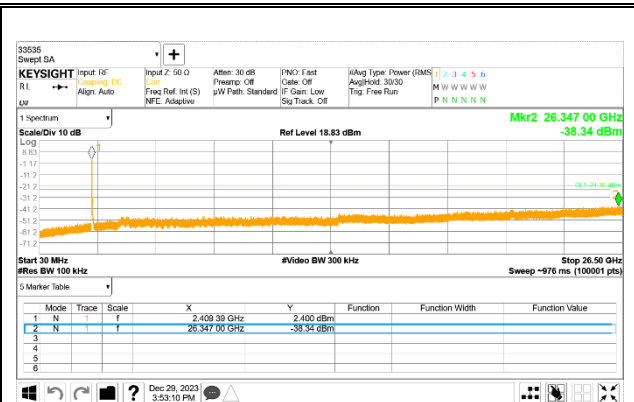 33535
Swept SA
KEYSIGHT Input: RF Input Z: 50 Ω Atten: 30 dB PNO: Fast #Avg Type: Power (RMS 1 2 3 4 5 6
R L Coupling: DC Corr Preamp: Off Gate: Off Avg|Hold: 30/30 M W W W W W
Align: Auto Freq Ref: Int (S) µW Path: Standard IF Gain: Low Trig: Free Run
NFE: Adaptive Sig Track: Off P N N N N N
1 Spectrum Mkr2 26.347 00 GHz
Scale/Div 10 dB Ref Level 18.83 dBm -38.34 dBm
Log
8.83
-1.17
-11.2
-21.2
-31.2
-41.2
-51.2
-61.2
-71.2
1
2
Start 30 MHz #Video BW 300 kHz Stop 26.50 GHz
#Res BW 100 kHz Sweep ~976 ms (100001 pts)
5 Marker Table
Mode Trace Scale X Y Function Function Width Function Value
1 N 1 f 2.409 39 GHz 2.400 dBm
2 N 1 f 26.347 00 GHz -38.34 dBm
3
4
5
6
? Dec 29, 2023
3:53:10 PM